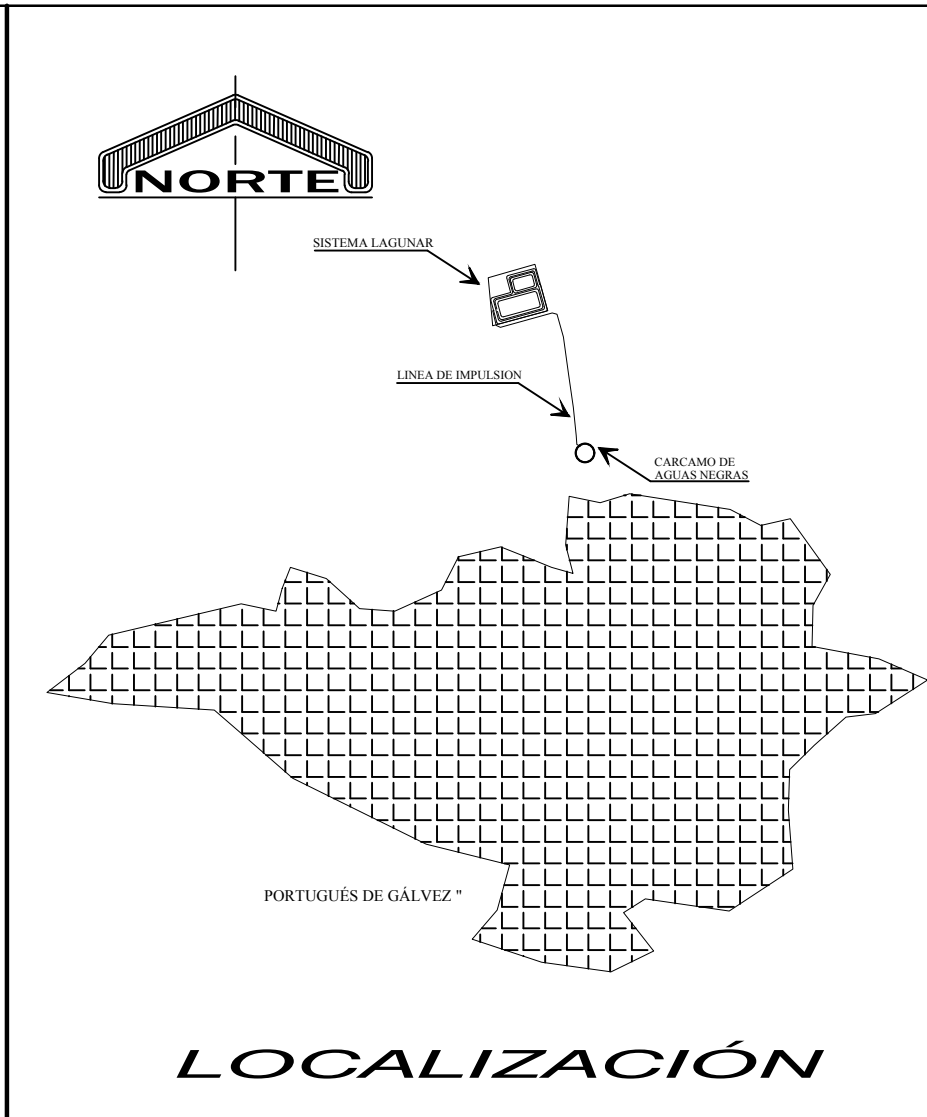 NORTE
SISTEMA LAGUNAR
LINEA DE IMPULSION
CARCAMO DE
AGUAS NEGRAS
PORTUGUÉS DE GÁLVEZ "
LOCALIZACIÓN